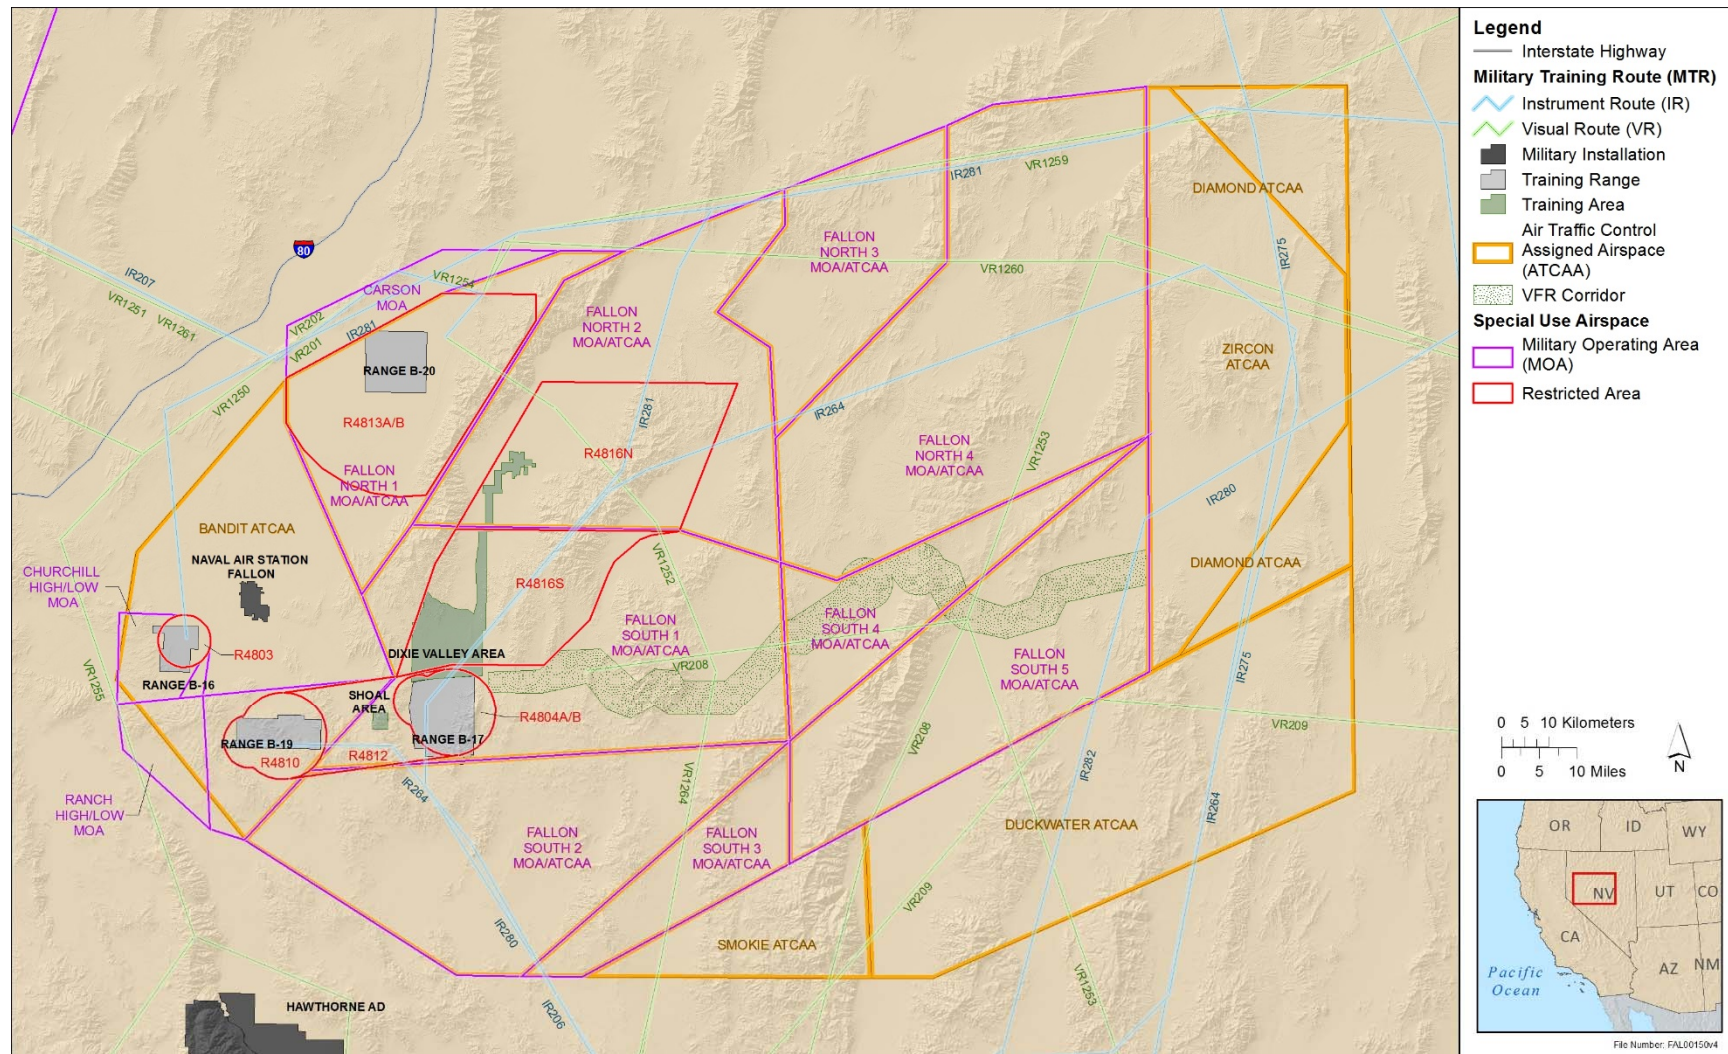 Legend
Interstate Highway
Military Training Route (MTR)
Instrument Route (IR)
Visual Route (VR)
Military Installation
Training Range
Training Area
Air Traffic Control
Assigned Airspace
(ATCAA)
VFR Corridor
Special Use Airspace
Military Operating Area
(MOA)
Restricted Area
0 5 10 Kilometers
0 5 10 Miles
N
OR
ID
WY
NV
UT
CO
CA
AZ
NM
Pacific
Ocean
File Number: FAL00150v4
80
IR207
VR1251
VR1261
VR202
VR201
IR281
VR1254
CARSON
MOA
RANGE B-20
R4813A/B
VR1250
FALLON
NORTH 1
MOA/ATCAA
FALLON
NORTH 2
MOA/ATCAA
FALLON
NORTH 3
MOA/ATCAA
IR281
VR1259
VR1260
DIAMOND ATCAA
IR275
ZIRCON
ATCAA
IR281
IR264
R4816N
FALLON
NORTH 4
MOA/ATCAA
VR1253
IR280
BANDIT ATCAA
NAVAL AIR STATION
FALLON
CHURCHILL
HIGH/LOW
MOA
R4803
RANGE B-16
VR1255
R4816S
VR1252
DIXIE VALLEY AREA
FALLON
SOUTH 1
MOA/ATCAA
VR208
FALLON
SOUTH 4
MOA/ATCAA
FALLON
SOUTH 5
MOA/ATCAA
DIAMOND ATCAA
IR275
VR209
SHOAL
AREA
R4804A/B
RANGE B-17
RANGE B-19
R4810
R4812
RANCH
HIGH/LOW
MOA
IR264
VR1264
VR208
IR282
IR264
FALLON
SOUTH 2
MOA/ATCAA
FALLON
SOUTH 3
MOA/ATCAA
DUCKWATER ATCAA
VR209
IR280
SMOKIE ATCAA
VR1253
IR206
HAWTHORNE AD